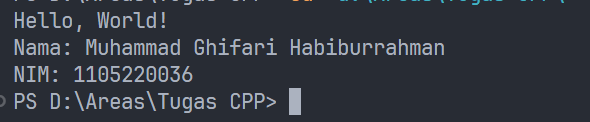 Hello, World!
Nama: Muhammad Ghifari Habiburrahman
NIM: 1105220036
PS D:\Areas\Tugas CPP>